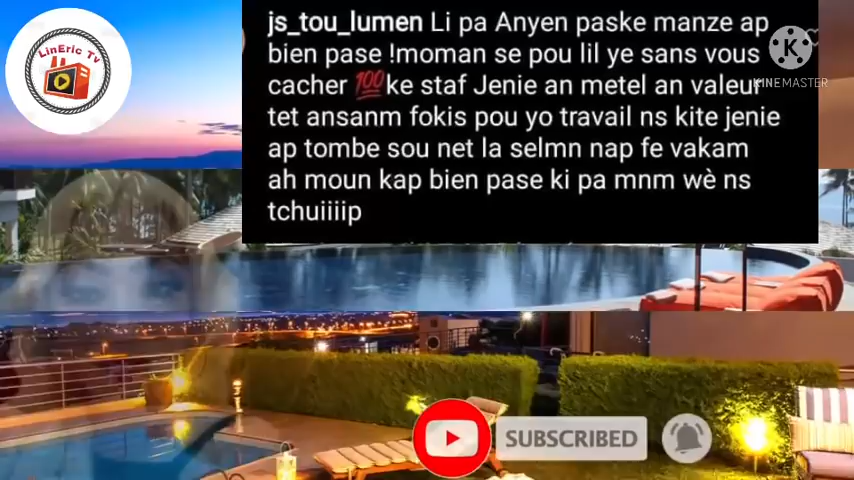 LinEric Tv
js_tou_lumen Li pa Anyen paske manze ap
bien pase !moman se pou lil ye sans vous
cacher 💯ke staf Jenie an metel an valeur
tet ansanm fokis pou yo travail ns kite jenie
ap tombe sou net la selmn nap fe vakam
ah moun kap bien pase ki pa mnm wè ns
tchuiiiip
KINEMASTER
SUBSCRIBED